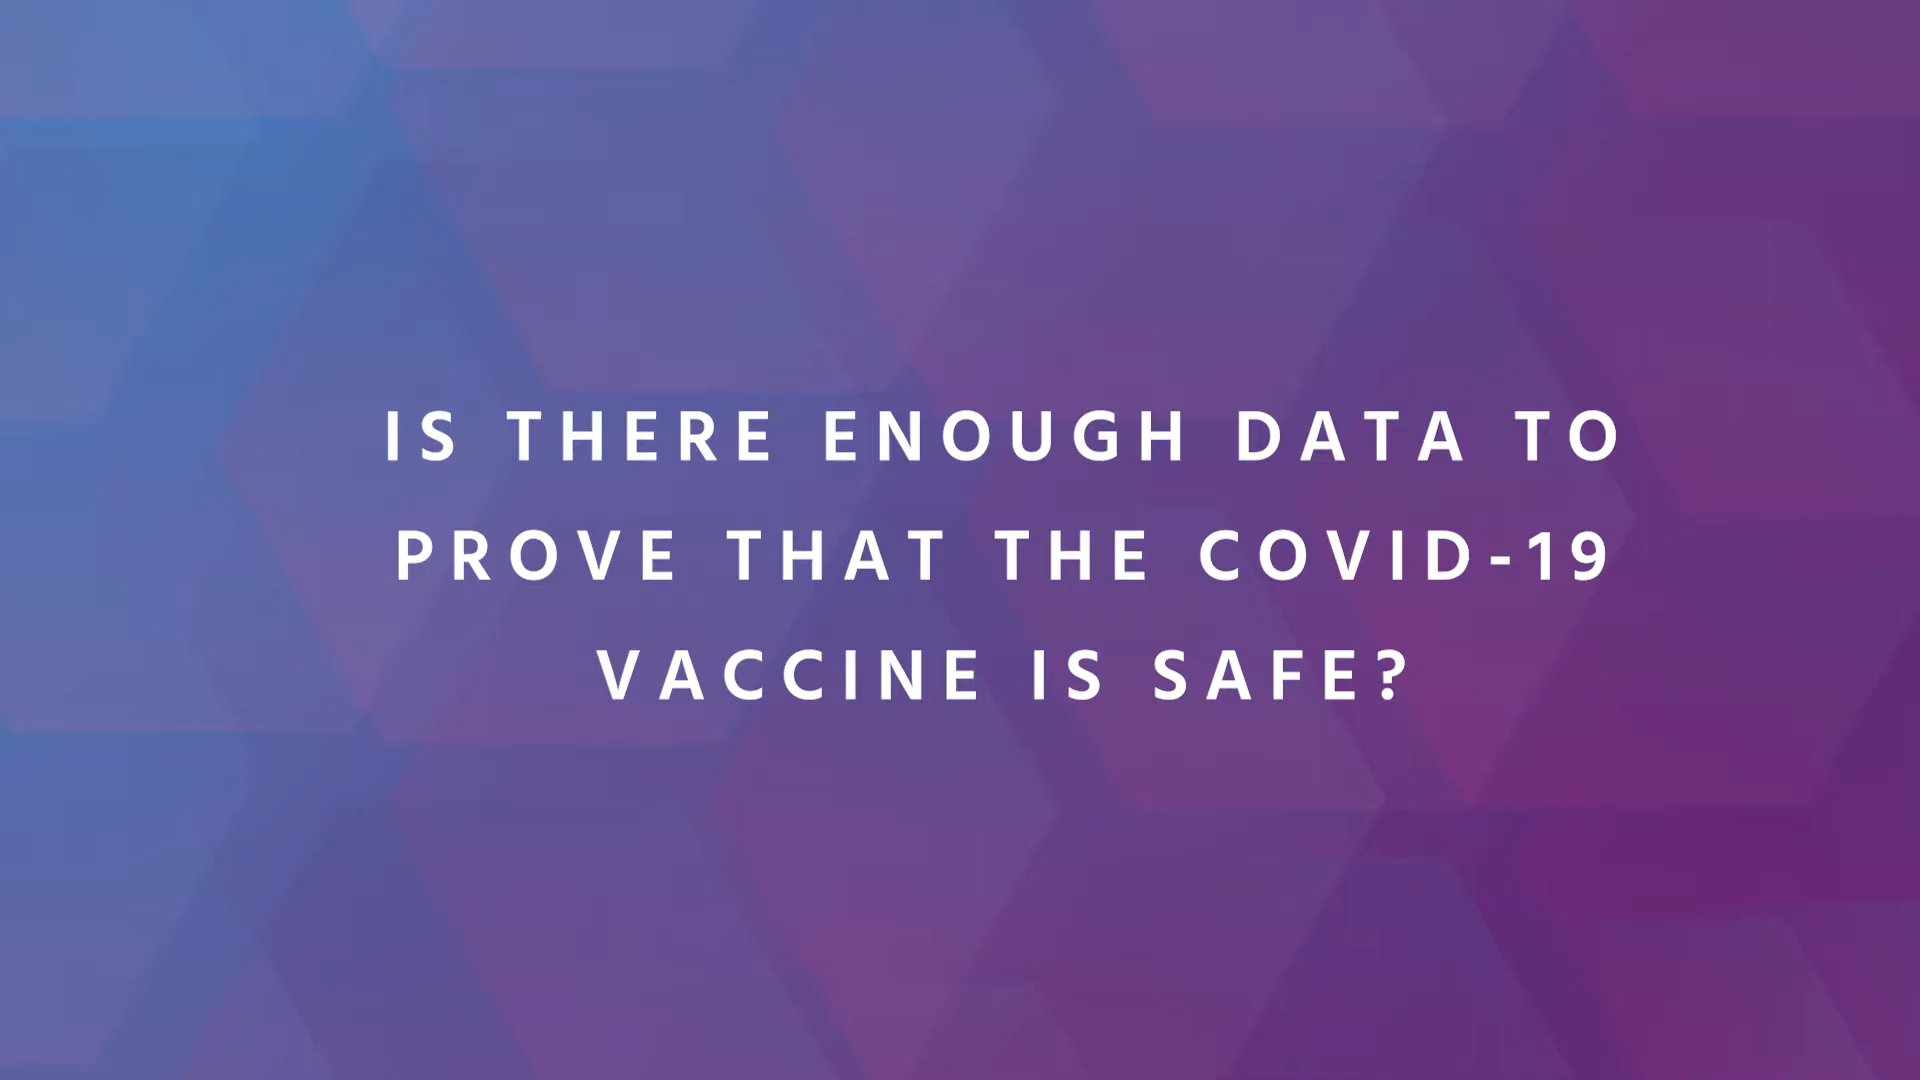 IS THERE ENOUGH DATA TO
PROVE THAT THE COVID-19
VACCINE IS SAFE?